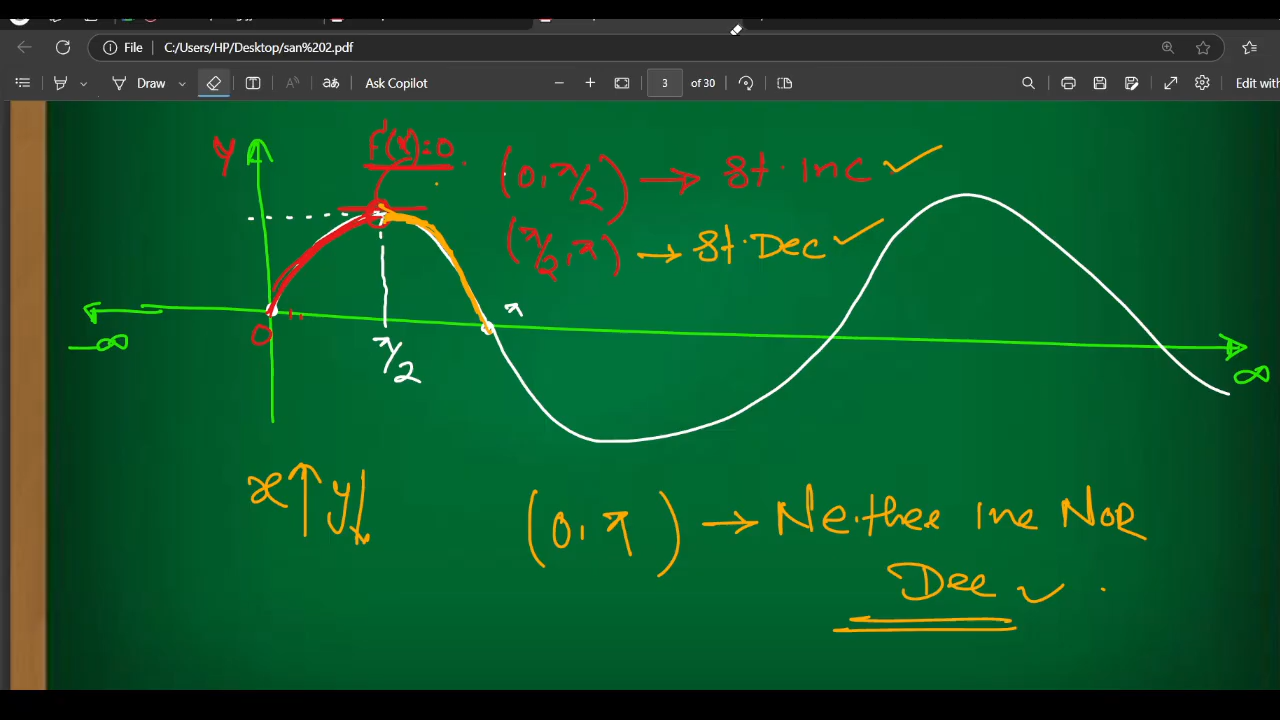 File C:/Users/HP/Desktop/san%202.pdf
Draw Ask Copilot 3 of 30 Edit with
y f'(x)=0 (0, π/2) → St. inc ✓
(π/2, π) → St. Dec ✓
π
0
π/2
-∞
∞
x↑ y↓
(0, π) → Neither inc NOR
Dec ✓